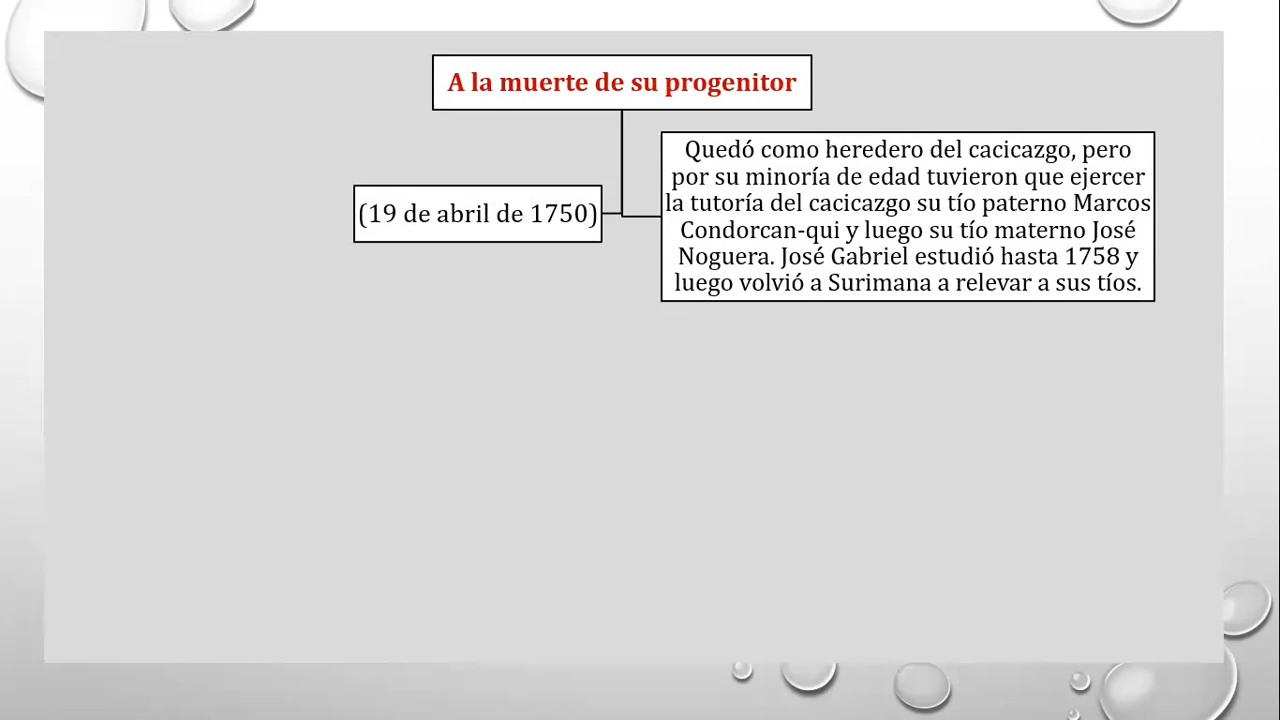 A la muerte de su progenitor
(19 de abril de 1750)
Quedó como heredero del cacicazgo, pero
por su minoría de edad tuvieron que ejercer
la tutoría del cacicazgo su tío paterno Marcos
Condorcan-qui y luego su tío materno José
Noguera. José Gabriel estudió hasta 1758 y
luego volvió a Surimana a relevar a sus tíos.